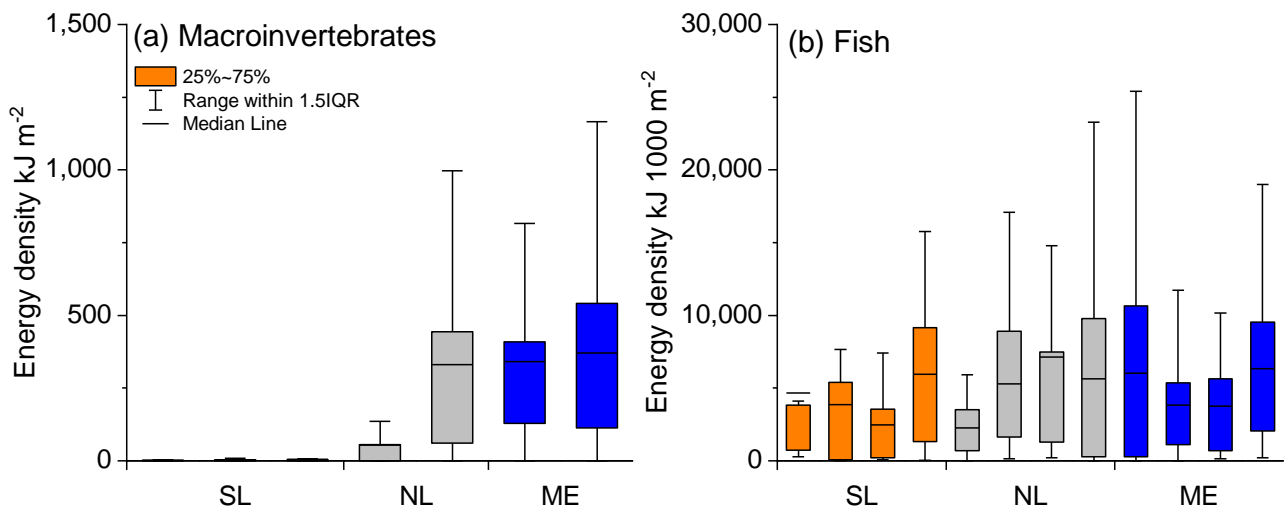 (a) Macroinvertebrates
25%~75%
Range within 1.5IQR
Median Line
Energy density kJ m-2
1,500
1,000
500
0
SL NL ME
(b) Fish
Energy density kJ 1000 m-2
30,000
20,000
10,000
0
SL NL ME